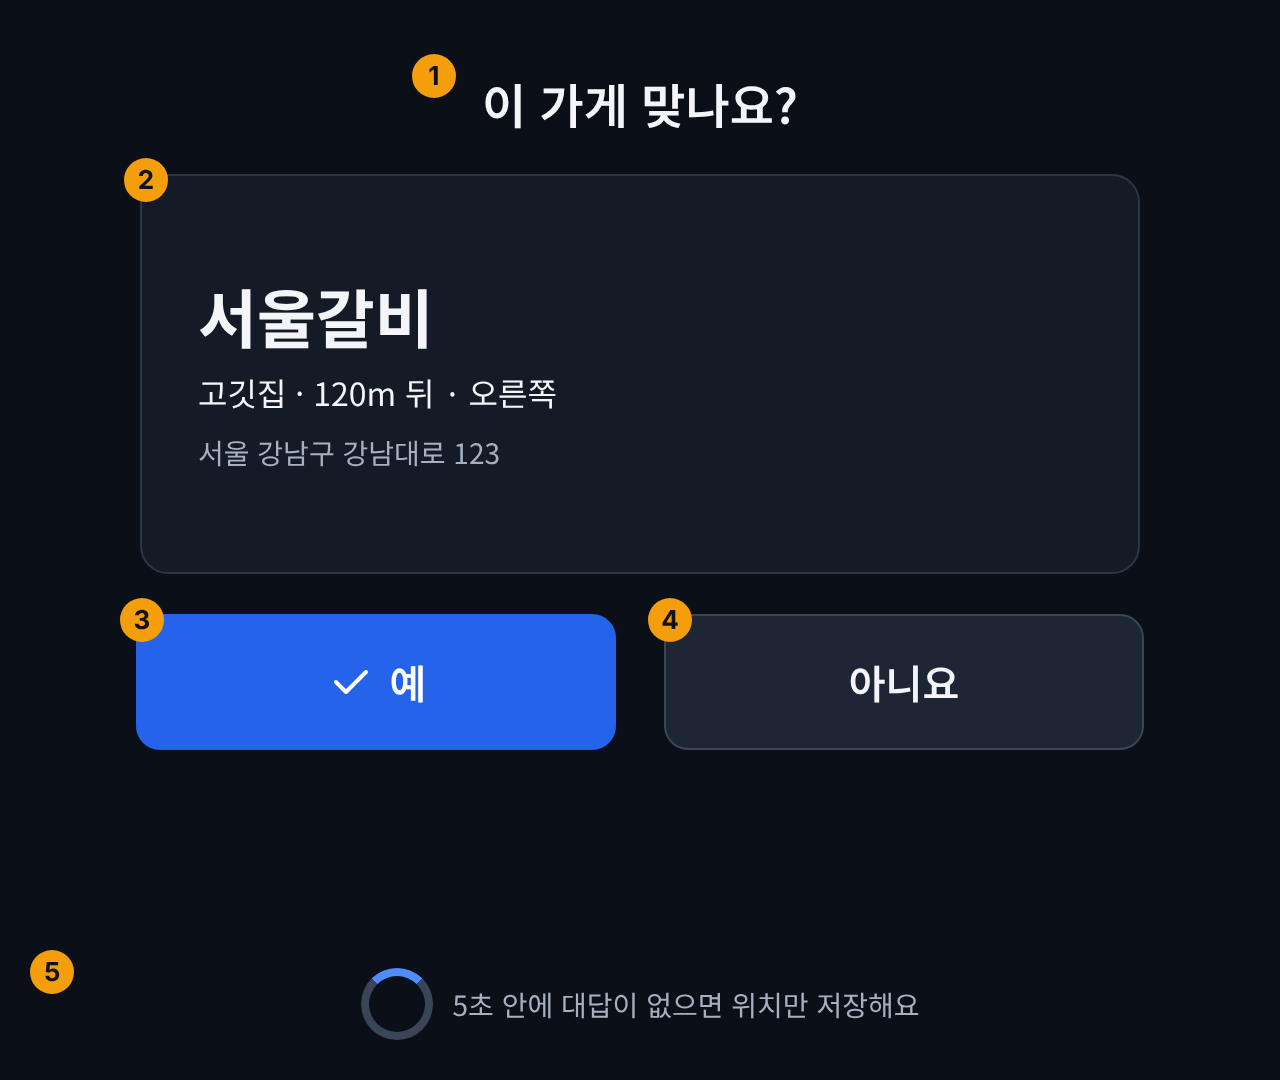 1
이 가게 맞나요?
2
서울갈비
고깃집 · 120m 뒤 · 오른쪽
서울 강남구 강남대로 123
3
예
4
아니요
5
5초 안에 대답이 없으면 위치만 저장해요